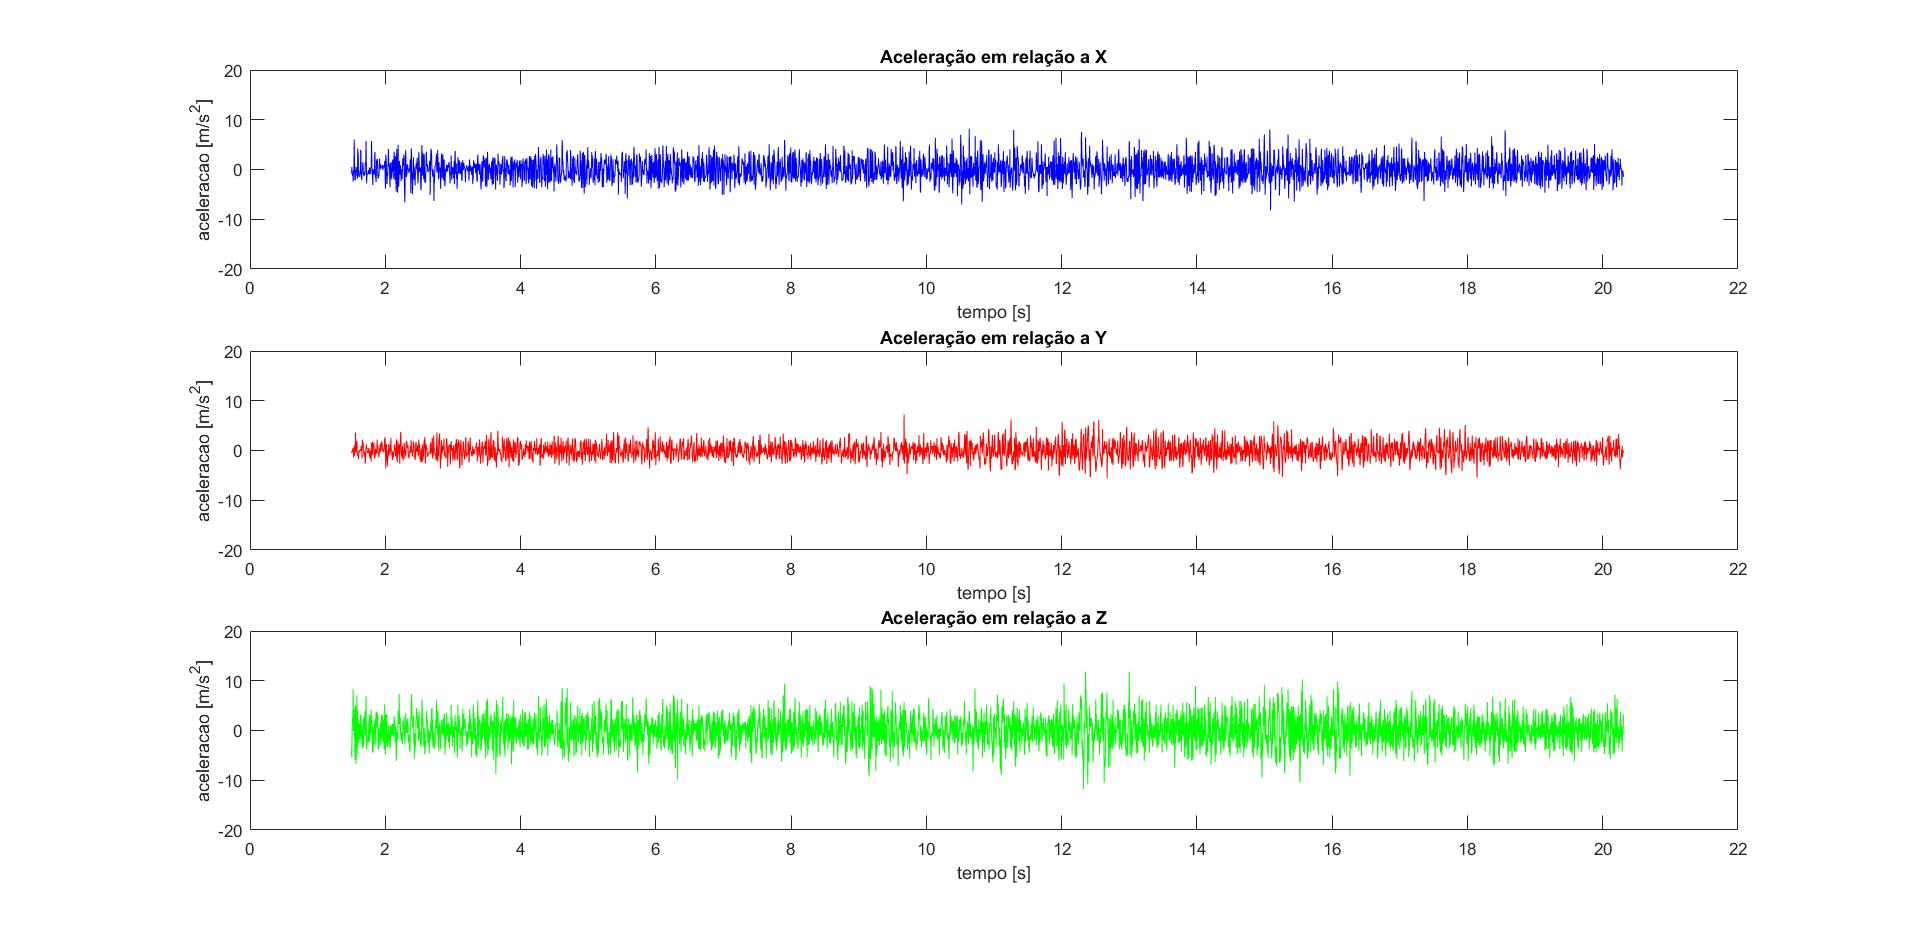 Aceleração em relação a X
20
10
0
-10
-20
aceleracao [m/s2]
0 2 4 6 8 10 12 14 16 18 20 22
tempo [s]
Aceleração em relação a Y
20
10
0
-10
-20
aceleracao [m/s2]
0 2 4 6 8 10 12 14 16 18 20 22
tempo [s]
Aceleração em relação a Z
20
10
0
-10
-20
aceleracao [m/s2]
0 2 4 6 8 10 12 14 16 18 20 22
tempo [s]